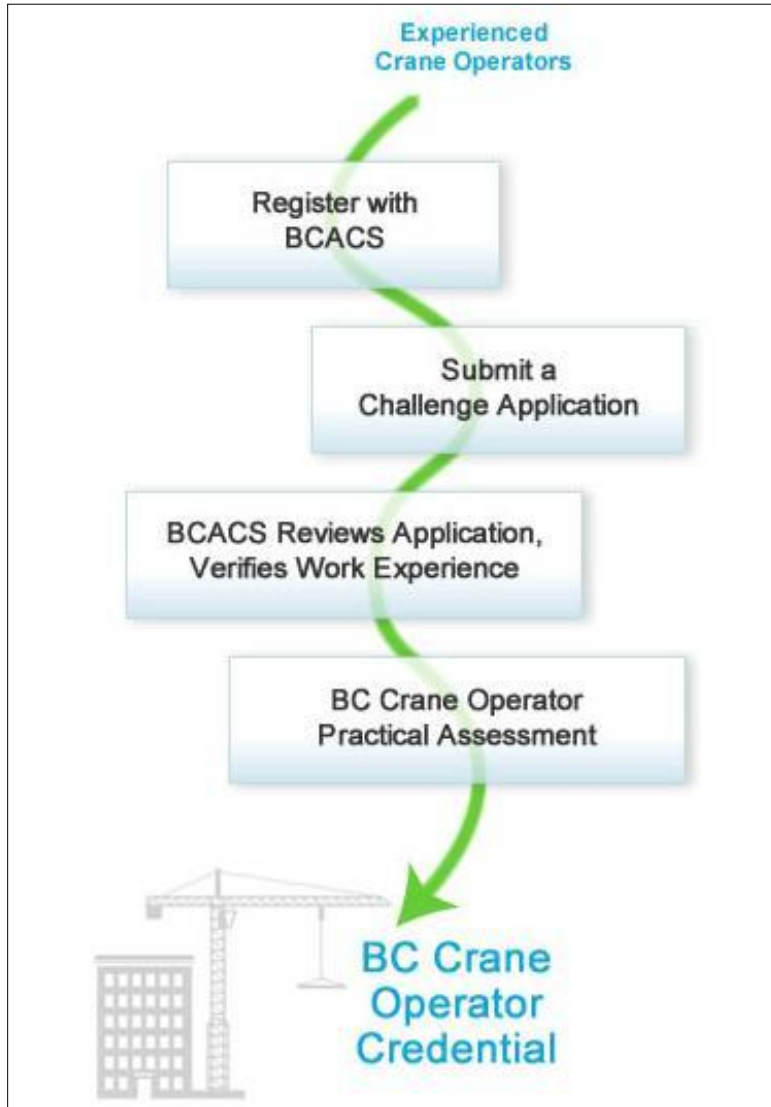 Experienced
Crane Operators
Register with
BCACS
Submit a
Challenge Application
BCACS Reviews Application,
Verifies Work Experience
BC Crane Operator
Practical Assessment
BC Crane
Operator
Credential